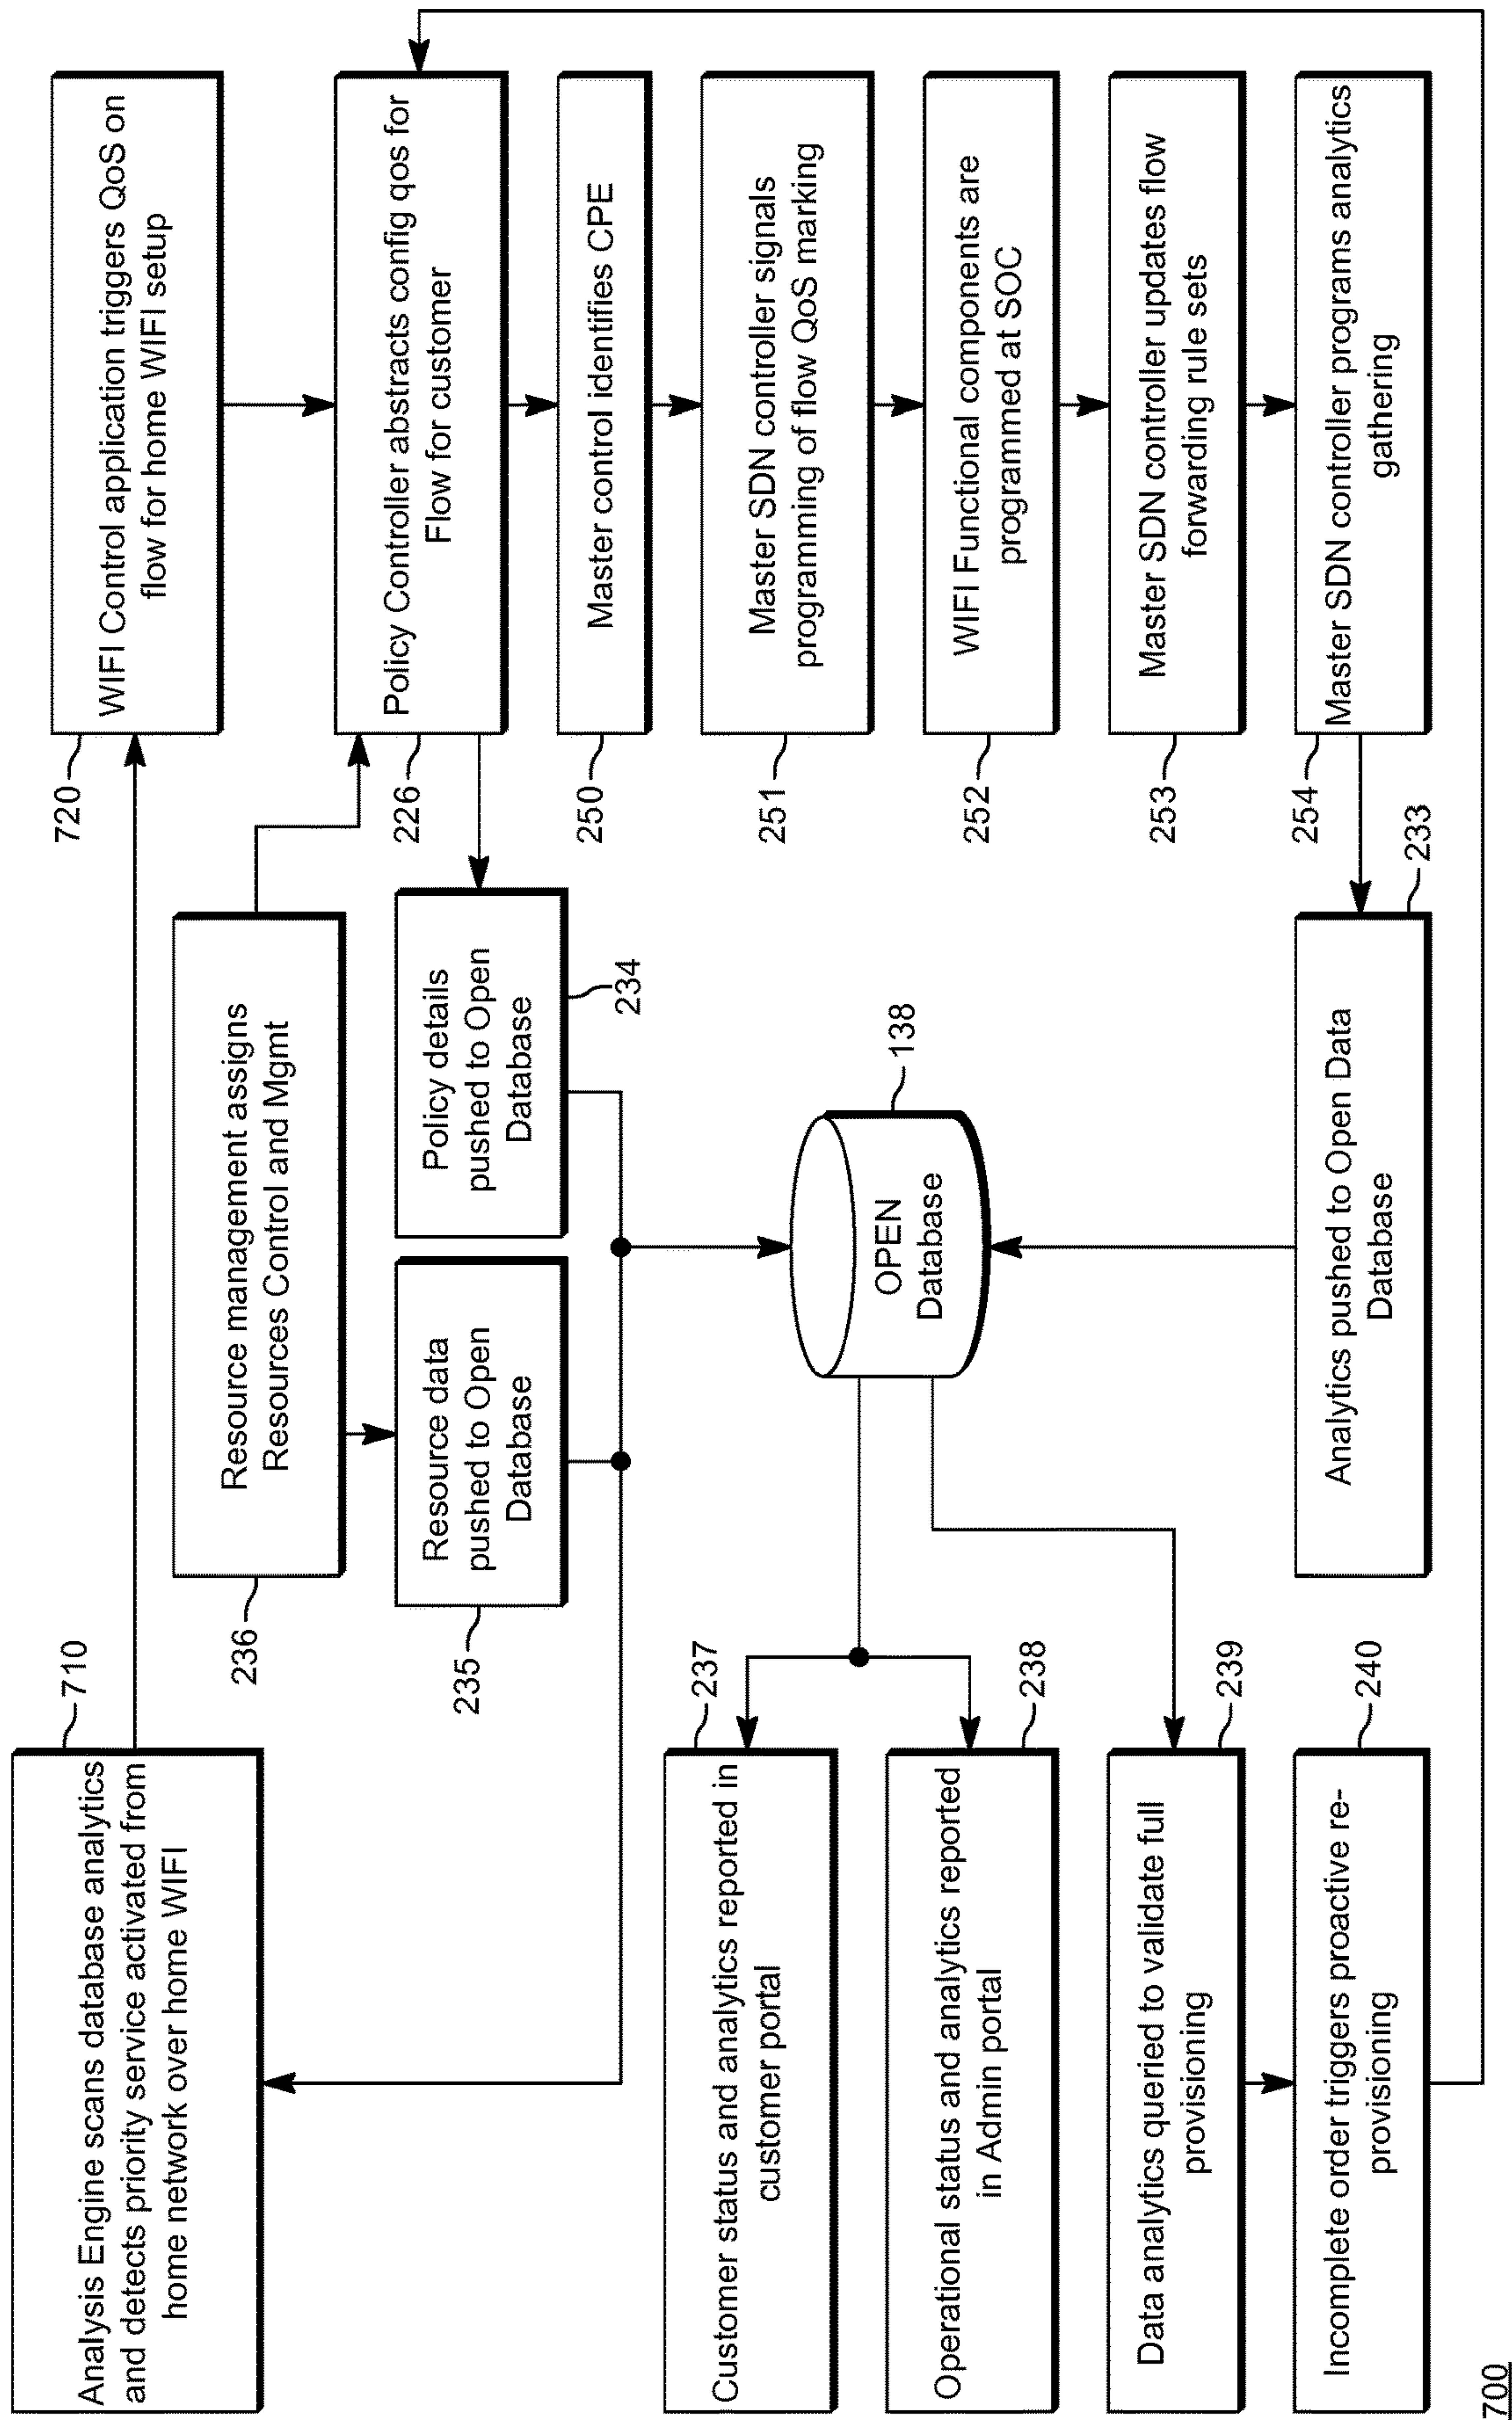 710
Analysis Engine scans database analytics
and detects priority service activated from
home network over home WIFI
720
WIFI Control application triggers QoS on
flow for home WIFI setup
236
Resource management assigns
Resources Control and Mgmt
226
Policy Controller abstracts config qos for
Flow for customer
235
Resource data
pushed to Open
Database
Policy details
pushed to Open
Database
234
250
Master control identifies CPE
251
Master SDN controller signals
programming of flow QoS marking
252
WIFI Functional components are
programmed at SOC
253
Master SDN controller updates flow
forwarding rule sets
254
Master SDN controller programs analytics
gathering
138
OPEN
Database
237
Customer status and analytics reported in
customer portal
238
Operational status and analytics reported
in Admin portal
239
Data analytics queried to validate full
provisioning
240
Incomplete order triggers proactive re-
provisioning
233
Analytics pushed to Open Data
Database
700